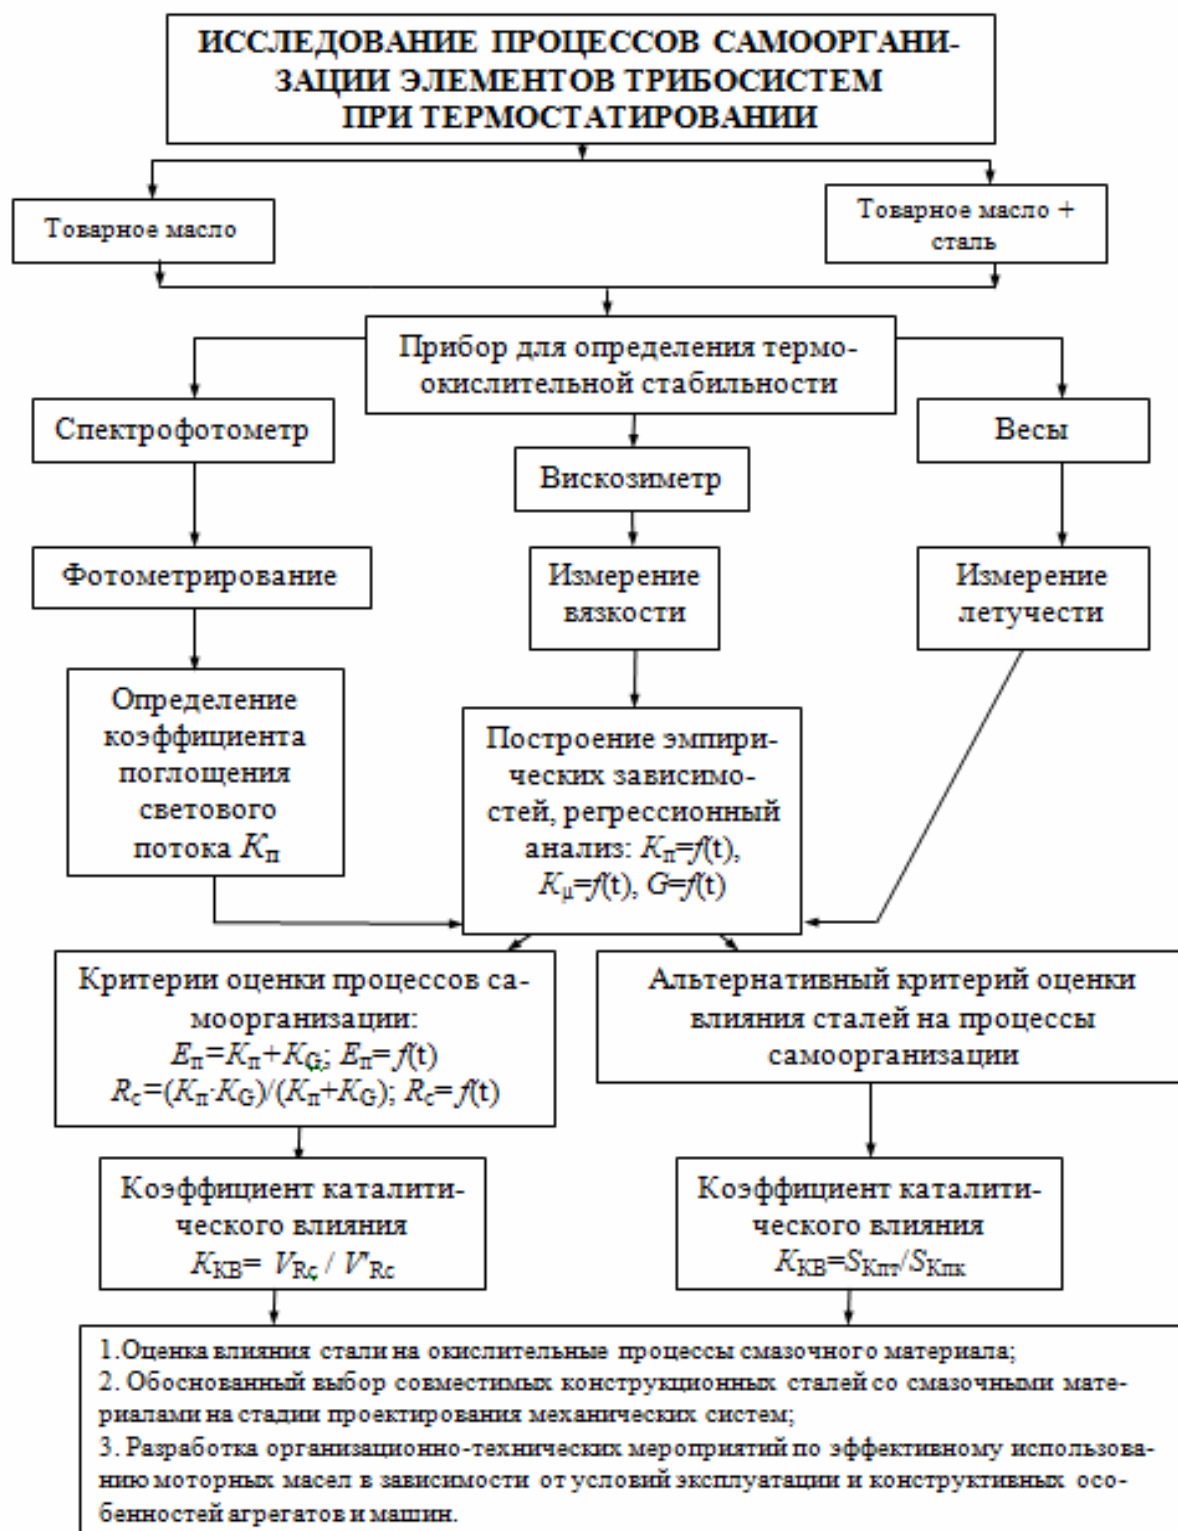 ИССЛЕДОВАНИЕ ПРОЦЕССОВ САМООРГАНИ-
ЗАЦИИ ЭЛЕМЕНТОВ ТРИБОСИСТЕМ
ПРИ ТЕРМОСТАТИРОВАНИИ
Товарное масло
Товарное масло +
сталь
Прибор для определения термо-
окислительной стабильности
Спектрофотометр
Весы
Вискозиметр
Фотометрирование
Измерение
вязкости
Измерение
летучести
Определение
коэффициента
поглощения
светового
потока Kп
Построение эмпири-
ческих зависимо-
стей, регрессионный
анализ: Kп=f(t),
Kμ=f(t), G=f(t)
Критерии оценки процессов са-
моорганизации:
Eп=Kп+KG; Eп=f(t)
Rс=(Kп-KG)/(Kп+KG); Rс=f(t)
Альтернативный критерий оценки
влияния сталей на процессы
самоорганизации
Коэффициент каталити-
ческого влияния
KКВ= VRс / V'Rс
Коэффициент каталити-
ческого влияния
KКВ=SKпт/SKпк
1.Оценка влияния стали на окислительные процессы смазочного материала;
2. Обоснованный выбор совместимых конструкционных сталей со смазочными мате-
риалами на стадии проектирования механических систем;
3. Разработка организационно-технических мероприятий по эффективному использова-
нию моторных масел в зависимости от условий эксплуатации и конструктивных осо-
бенностей агрегатов и машин.